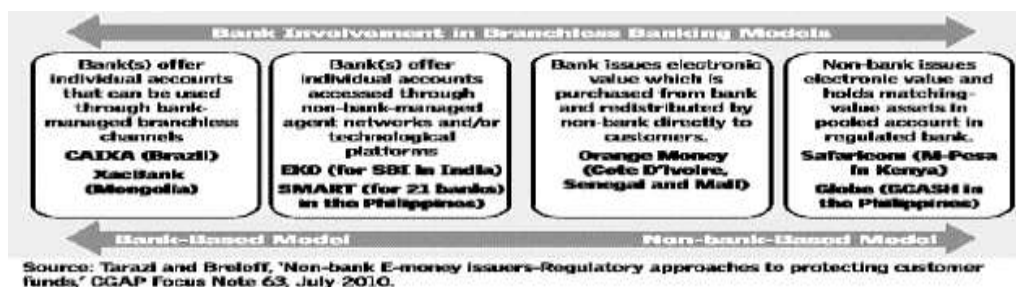 Bank Involvement in Branchless Banking Models
Bank(s) offer
individual accounts
that can be used
through bank-
managed branchless
channels
CAIXA (Brazil)
XacBank
(Mongolia)
Bank(s) offer
individual accounts
accessed through
non-bank-managed
agent networks and/or
technological
platforms
EKO (for SBI in India)
SMART (for 21 banks)
in the Philippines)
Bank issues electronic
value which is
purchased from bank
and redistributed by
non-bank directly to
customers.
Orange Money
(Cote D'Ivoire,
Senegal and Mali)
Non-bank issues
electronic value and
holds matching-
value assets in
pooled account in
regulated bank.
Safaricom (M-Pesa
in Kenya)
Globe (GCASH in
the Philippines)
Bank-Based Model
Non-bank-Based Model
Source: Tarazi and Breloff, 'Non-bank E-money Issuers-Regulatory approaches to protecting customer
funds,' CGAP Focus Note 63, July 2010.